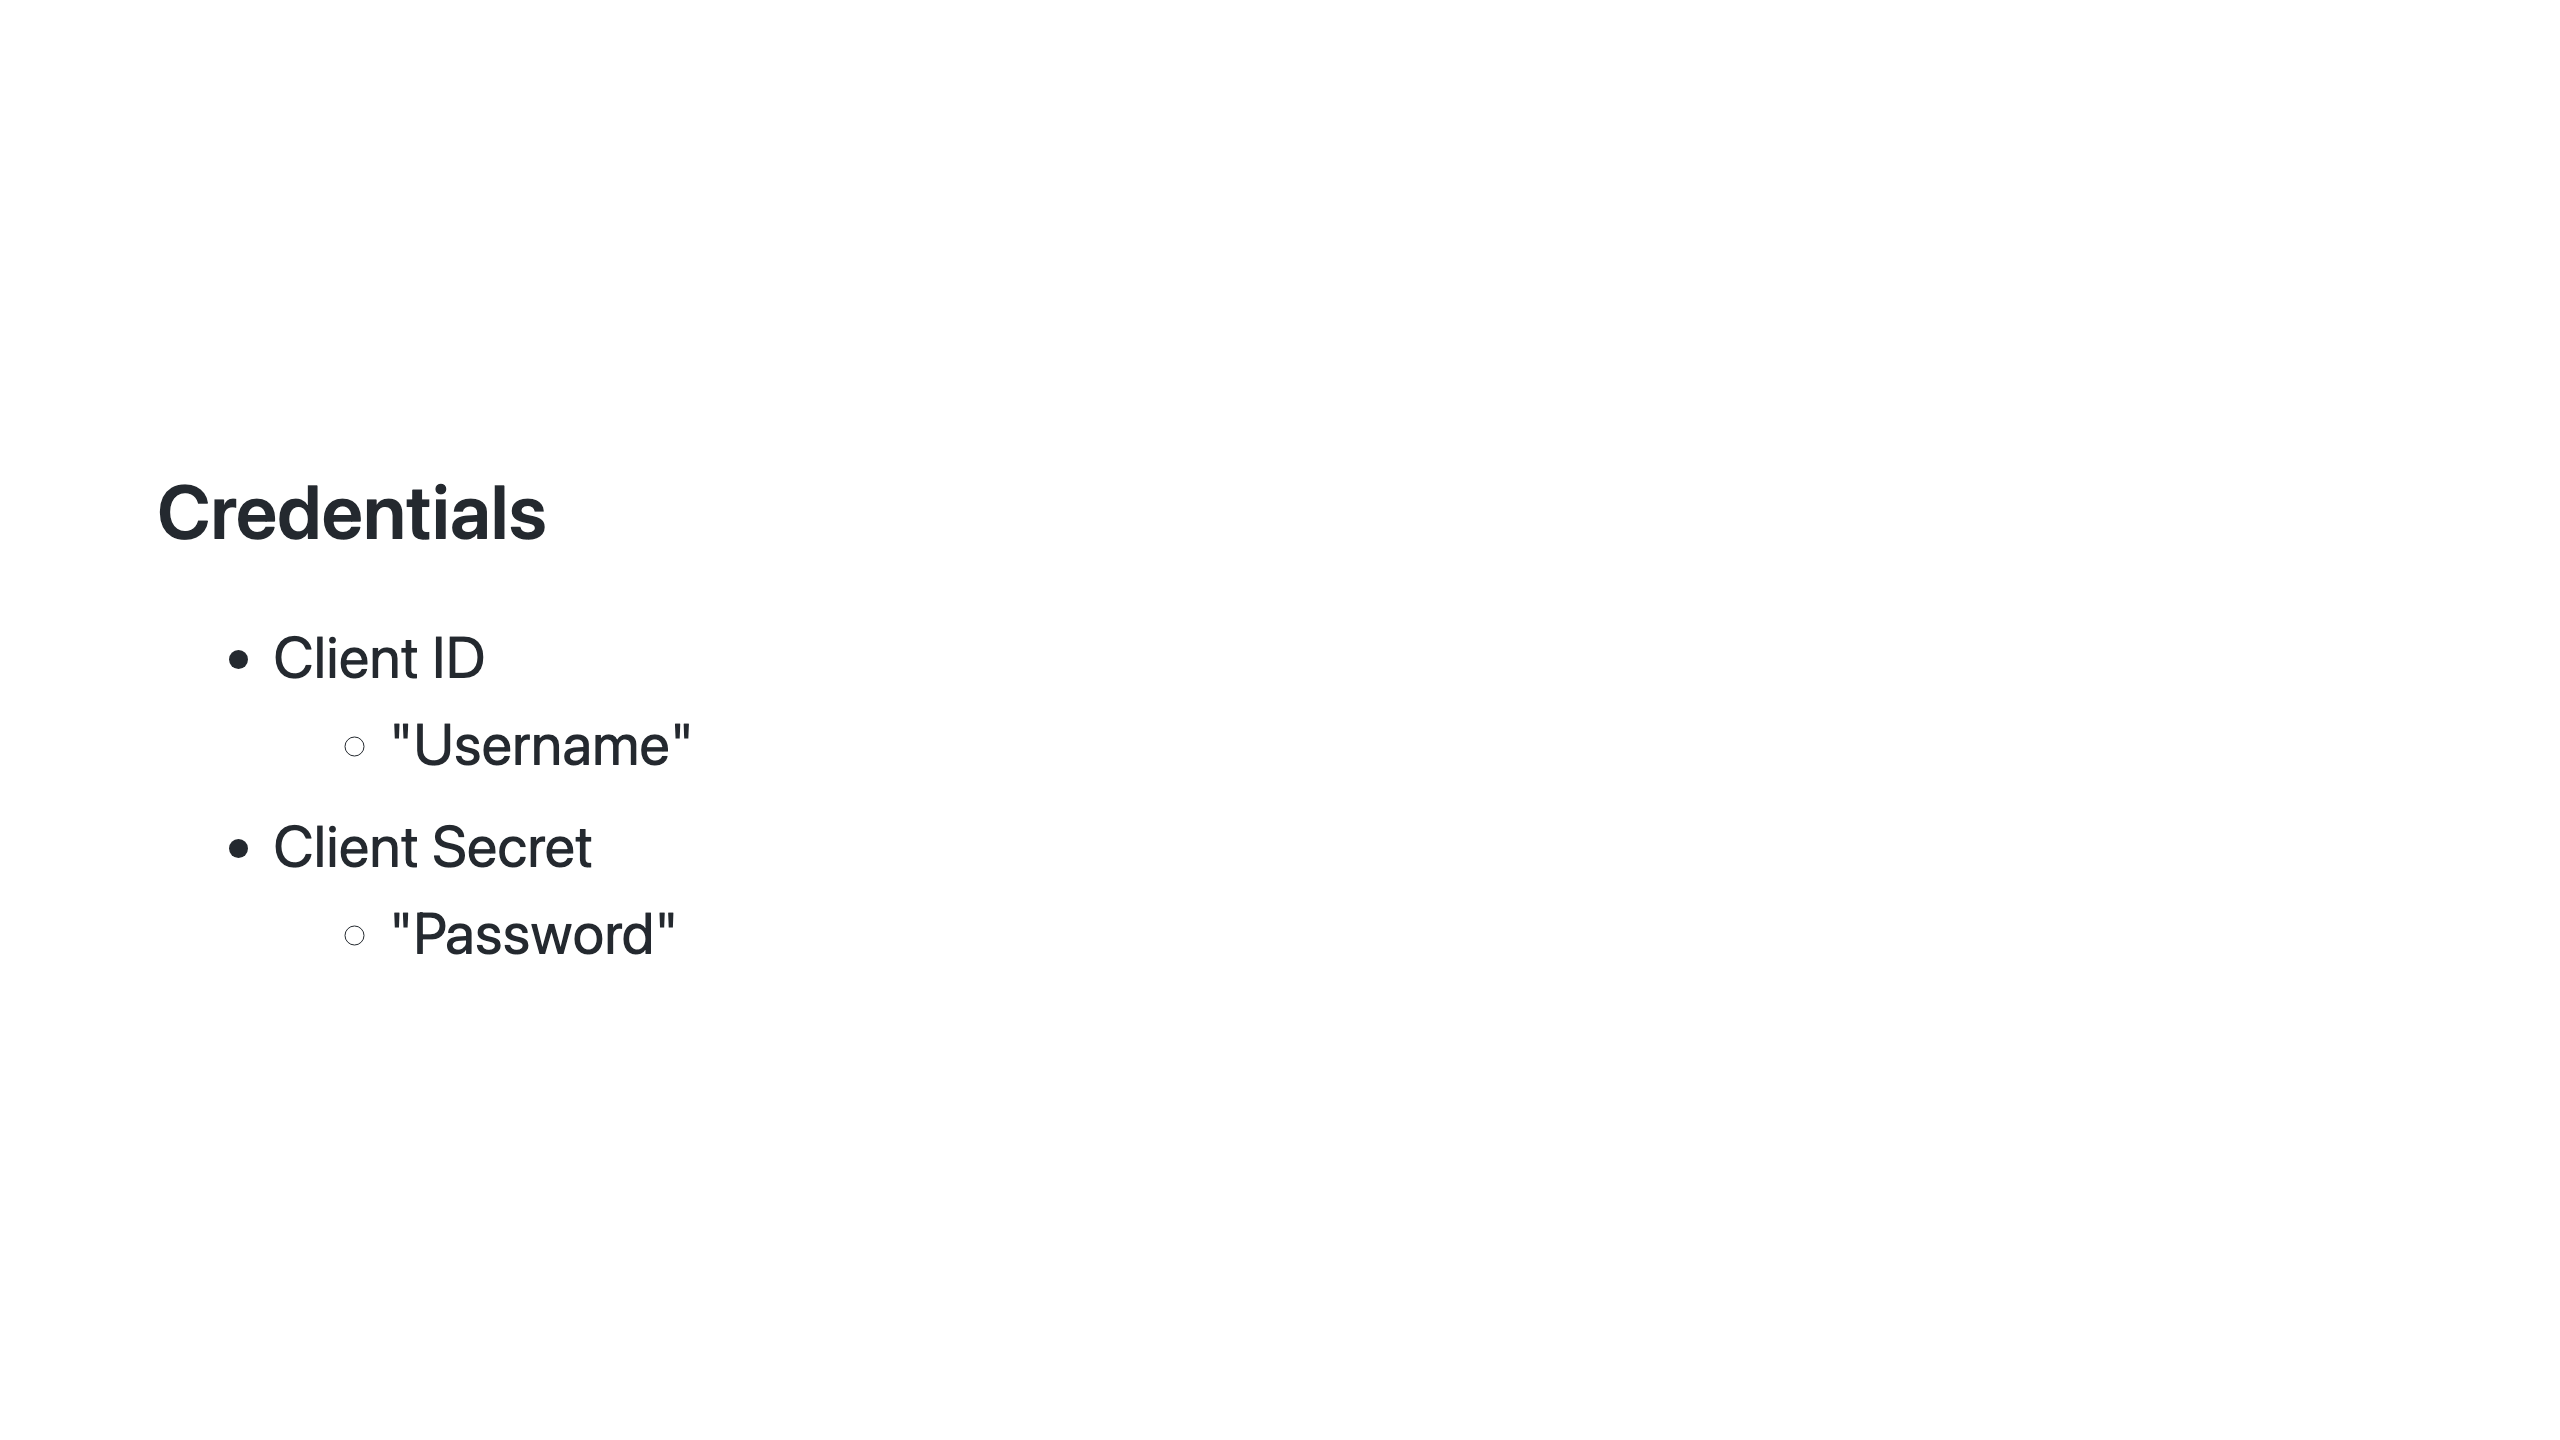 Credentials
Client ID
"Username"
Client Secret
"Password"